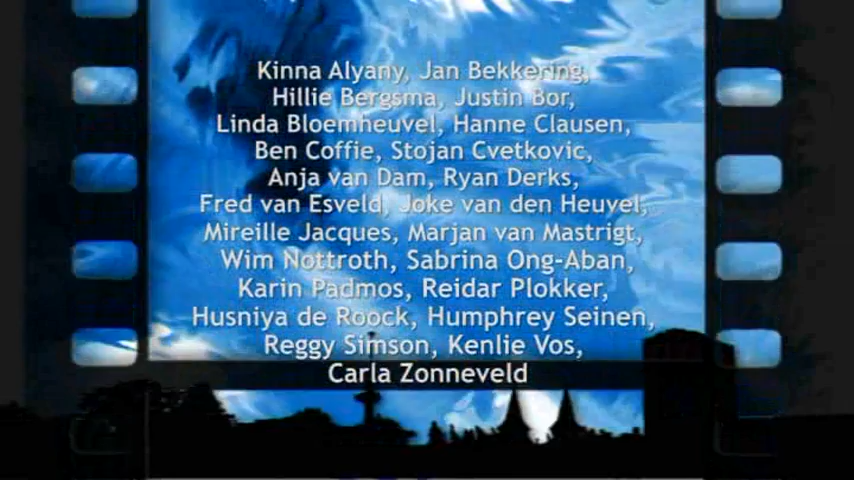 Kinna Alyany, Jan Bekkering,
Hillie Bergsma, Justin Bor,
Linda Bloemheuvel, Hanne Clausen,
Ben Coffie, Stojan Cvetkovic,
Anja van Dam, Ryan Derks,
Fred van Esveld, Joke van den Heuvel,
Mireille Jacques, Marjan van Mastrigt,
Wim Nottroth, Sabrina Ong-Aban,
Karin Padmos, Reidar Plokker,
Husniya de Roock, Humphrey Seinen,
Reggy Simson, Kenlie Vos,
Carla Zonneveld